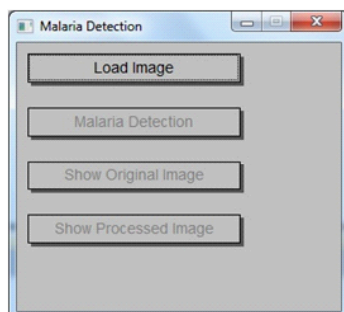 Malaria Detection
Load Image
Malaria Detection
Show Original Image
Show Processed Image